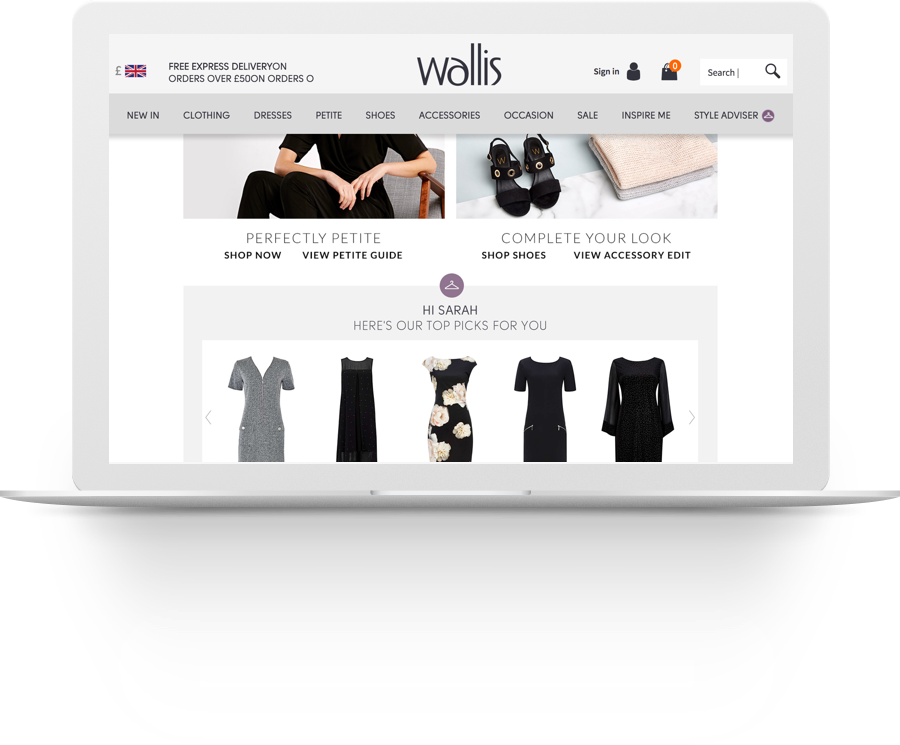 £
FREE EXPRESS DELIVERYON
ORDERS OVER £50ON ORDERS O
wallis
Sign in
0
Search |
NEW IN CLOTHING DRESSES PETITE SHOES ACCESSORIES OCCASION SALE INSPIRE ME STYLE ADVISER
W
PERFECTLY PETITE
SHOP NOW VIEW PETITE GUIDE
COMPLETE YOUR LOOK
SHOP SHOES VIEW ACCESSORY EDIT
HI SARAH
HERE'S OUR TOP PICKS FOR YOU